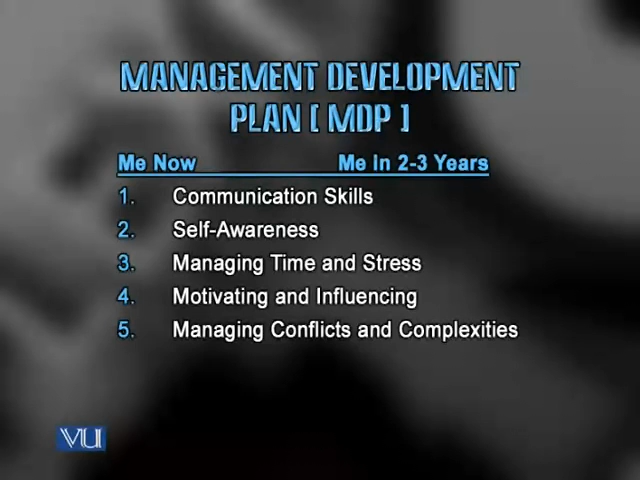 MANAGEMENT DEVELOPMENT
PLAN [ MDP ]
Me Now Me in 2-3 Years
1. Communication Skills
2. Self-Awareness
3. Managing Time and Stress
4. Motivating and Influencing
5. Managing Conflicts and Complexities
VU